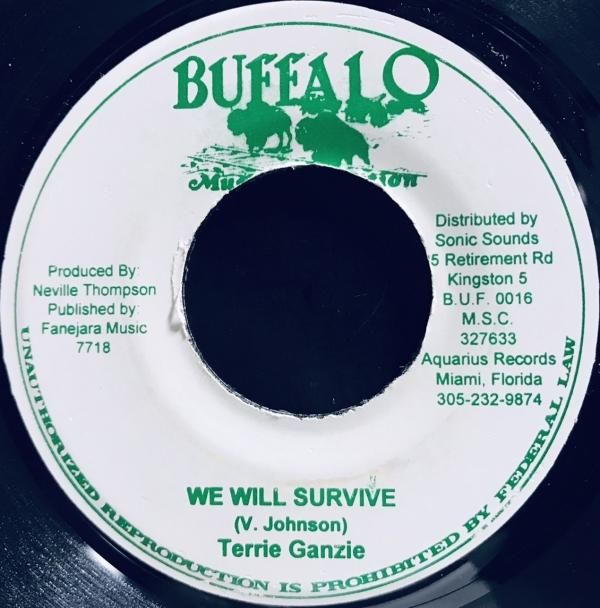 BUFFALO
Produced By:
Neville Thompson
Published by:
Fanejara Music
7718
Distributed by
Sonic Sounds
5 Retirement Rd
Kingston 5
B.U.F. 0016
M.S.C.
327633
Aquarius Records
Miami, Florida
305-232-9874
WE WILL SURVIVE
(V. Johnson)
Terrie Ganzie
UNAUTHORIZED REPRODUCTION IS PROHIBITED BY FEDERAL LAW